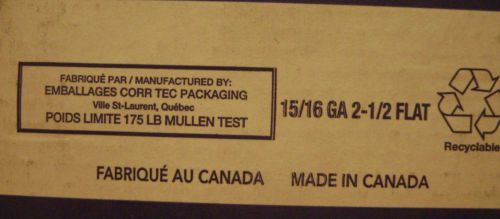 FABRIQUÉ PAR / MANUFACTURED BY:
EMBALLAGES CORR TEC PACKAGING
Ville St-Laurent, Québec
POIDS LIMITE 175 LB MULLEN TEST
15/16 GA 2-1/2 FLAT
Recyclable
FABRIQUÉ AU CANADA MADE IN CANADA